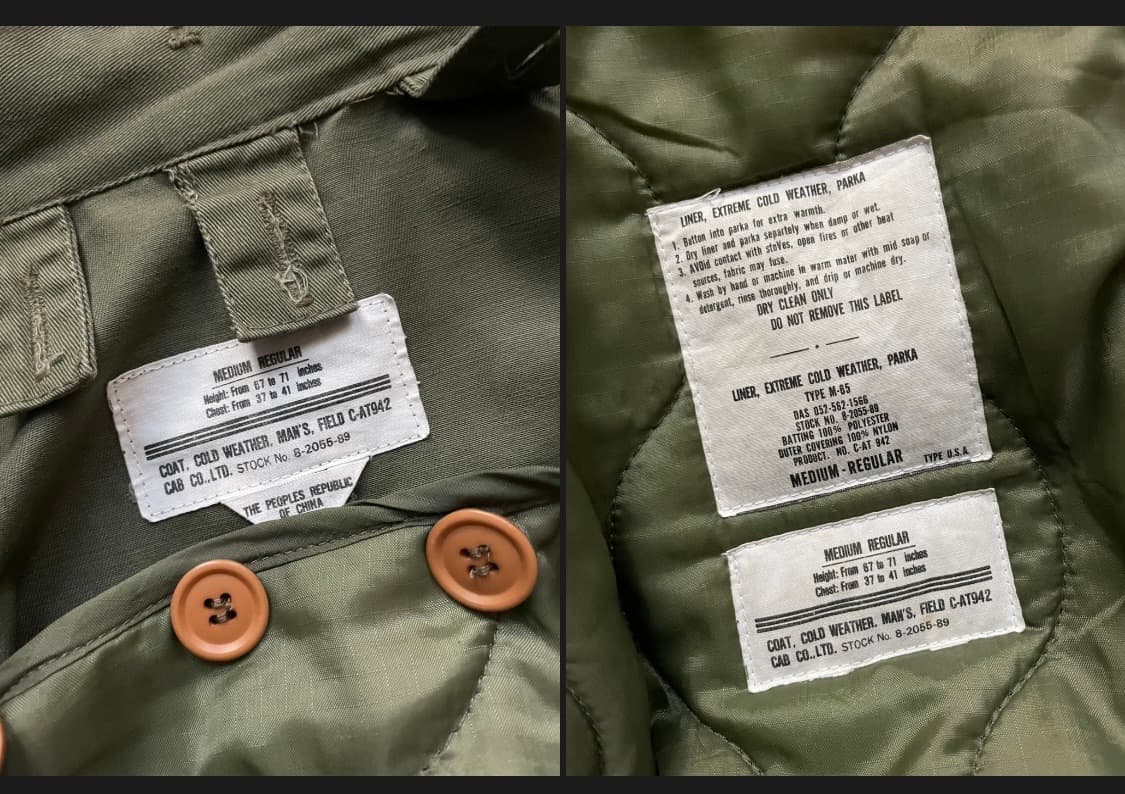 MEDIUM REGULAR
Height: From 67 to 71 inches
Chest: From 37 to 41 inches
COAT, COLD WEATHER. MAN'S, FIELD C-AT942
CAB CO.,LTD. STOCK No. 8-2055-89
THE PEOPLES REPUBLIC
OF CHINA
LINER, EXTREME COLD WEATHER, PARKA
1. Button into parka for extra warmth.
2. Dry liner and parka separtely when damp or wet.
3. AVOid contact with stoVes, open fires or other heat
sources, fabric may fuse.
4. Wash by hand or machine in warm mater with mid soap or
detergent, rinse thoroughly, and drip or machine dry.
DRY CLEAN ONLY
DO NOT REMOVE THIS LABEL
LINER, EXTREME COLD WEATHER, PARKA
TYPE M-65
DAS 052-562-1566
STOCK NO. 8-2055-89
BATTING 100% POLYESTER
OUTER COVERING 100% NYLON
PRODUCT. NO. C-AT 942
MEDIUM-REGULAR TYPE U.S.A
MEDIUM REGULAR
Height: From 67 to 71 inches
Chest: From 37 to 41 inches
COAT, COLD WEATHER. MAN'S, FIELD C-AT942
CAB CO.,LTD. STOCK No. 8-2055-89